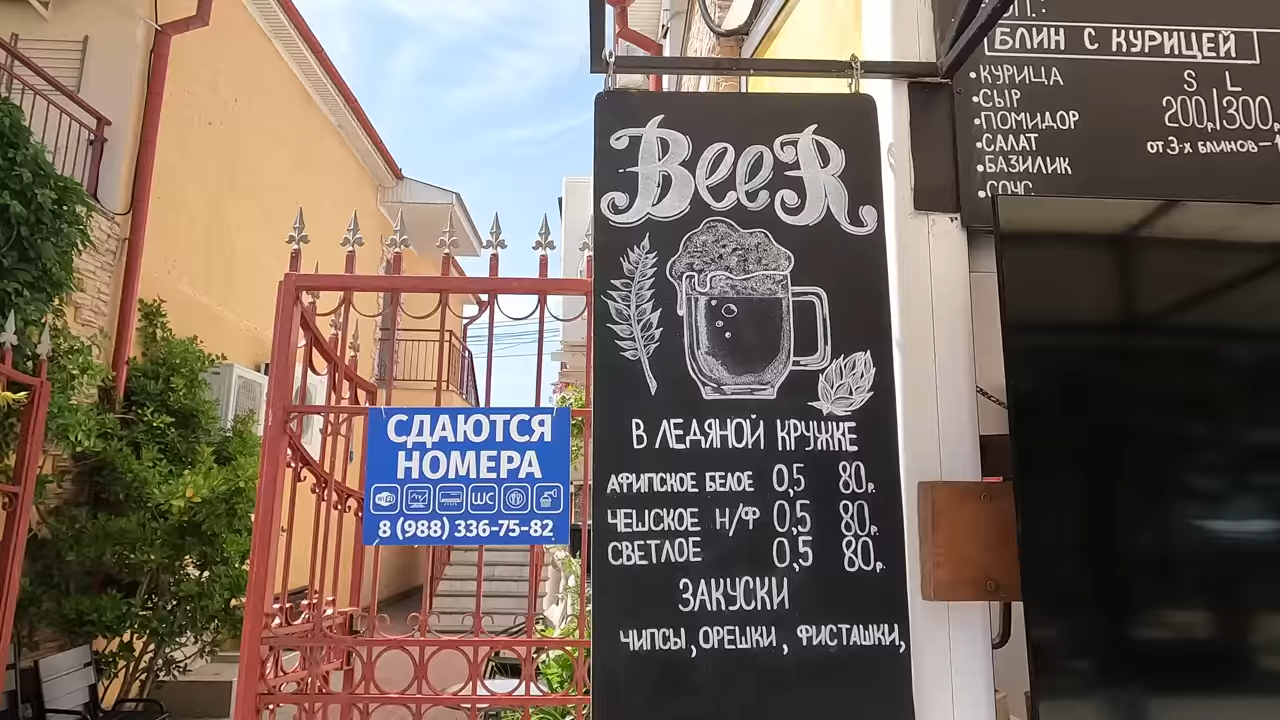 СДАЮТСЯ
НОМЕРА
WiFi
WC
8 (988) 336-75-82
BeeR
В ЛЕДЯНОЙ КРУЖКЕ
АФИПСКОЕ БЕЛОЕ 0,5 80р.
ЧЕШСКОЕ Н/Ф 0,5 80р.
СВЕТЛОЕ 0,5 80р.
ЗАКУСКИ
ЧИПСЫ, ОРЕШКИ, ФИСТАШКИ,
БЛИН С КУРИЦЕЙ
•КУРИЦА
•СЫР
•ПОМИДОР
•САЛАТ
•БАЗИЛИК
•СОУС
S L
200р/300р
от 3-х блинов-